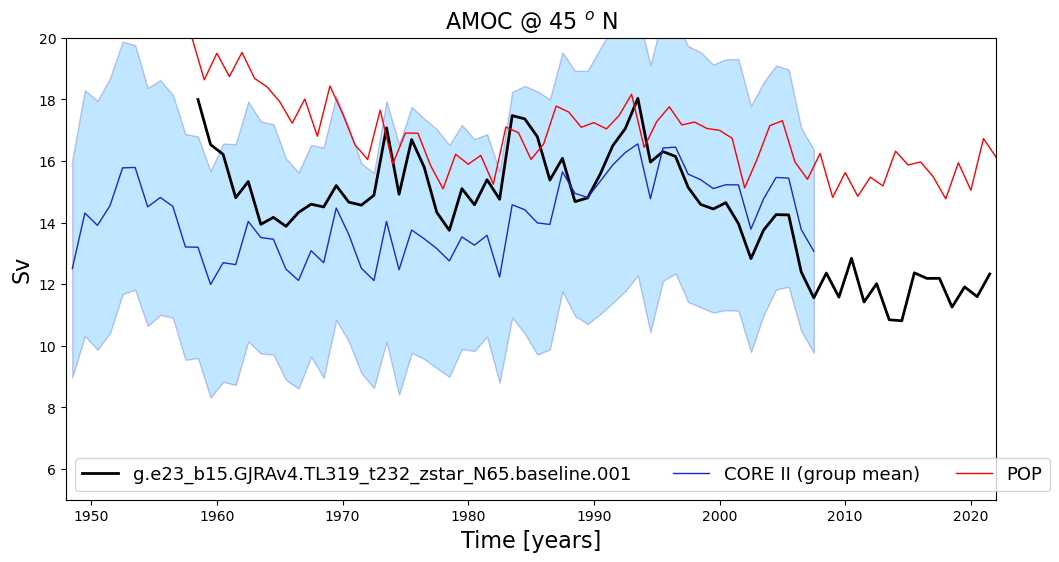 AMOC @ 45 ° N
Sv
20
18
16
14
12
10
8
6
1950 1960 1970 1980 1990 2000 2010 2020
Time [years]
g.e23_b15.GJRAv4.TL319_t232_zstar_N65.baseline.001 CORE II (group mean) POP